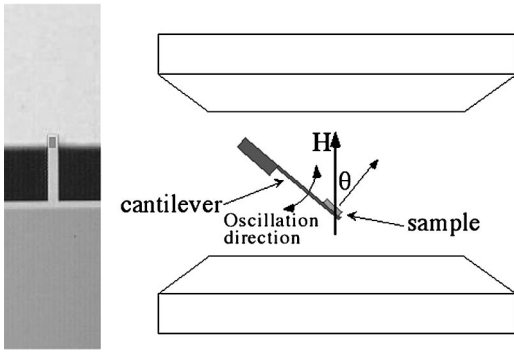 H
θ
cantilever
Oscillation
direction
sample